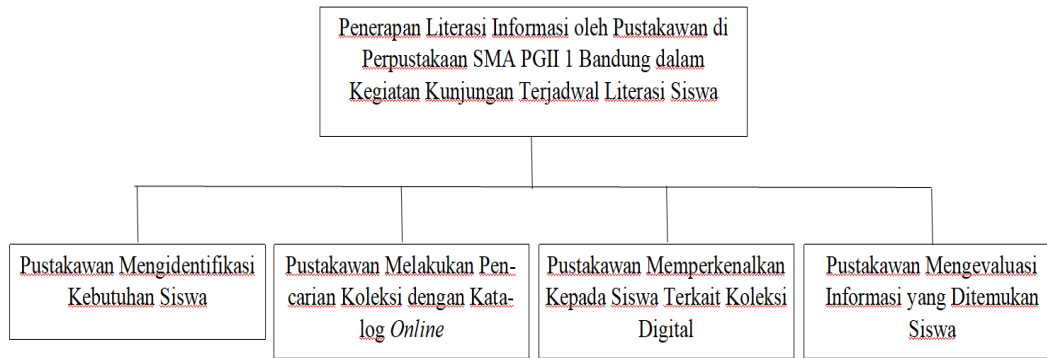 Penerapan Literasi Informasi oleh Pustakawan di
Perpustakaan SMA PGII 1 Bandung dalam
Kegiatan Kunjungan Terjadwal Literasi Siswa
Pustakawan Mengidentifikasi
Kebutuhan Siswa
Pustakawan Melakukan Pen-
carian Koleksi dengan Kata-
log Online
Pustakawan Memperkenalkan
Kepada Siswa Terkait Koleksi
Digital
Pustakawan Mengevaluasi
Informasi yang Ditemukan
Siswa